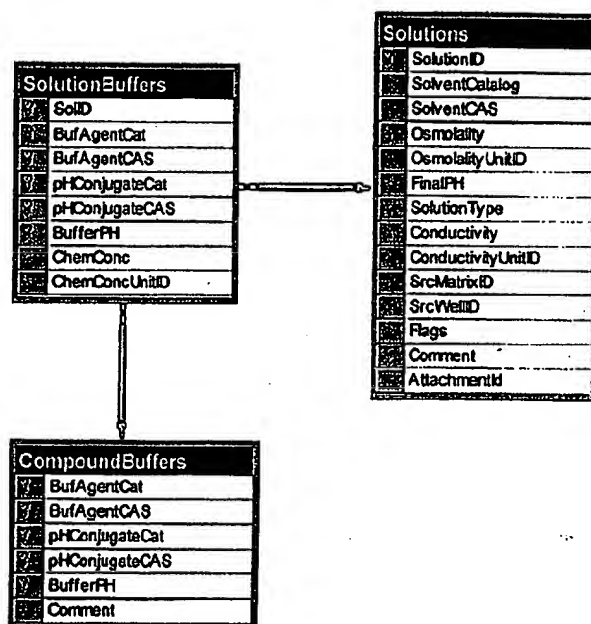 SolutionBuffers
SolID
BufAgentCat
BufAgentCAS
pHConjugateCat
pHConjugateCAS
BufferPH
ChemConc
ChemConcUnitID
Solutions
SolutionID
SolventCatalog
SolventCAS
Osmolality
OsmolalityUnitID
FinalPH
SolutionType
Conductivity
ConductivityUnitID
SrcMatrixID
SrcWellID
Flags
Comment
AttachmentId
CompoundBuffers
BufAgentCat
BufAgentCAS
pHConjugateCat
pHConjugateCAS
BufferPH
Comment